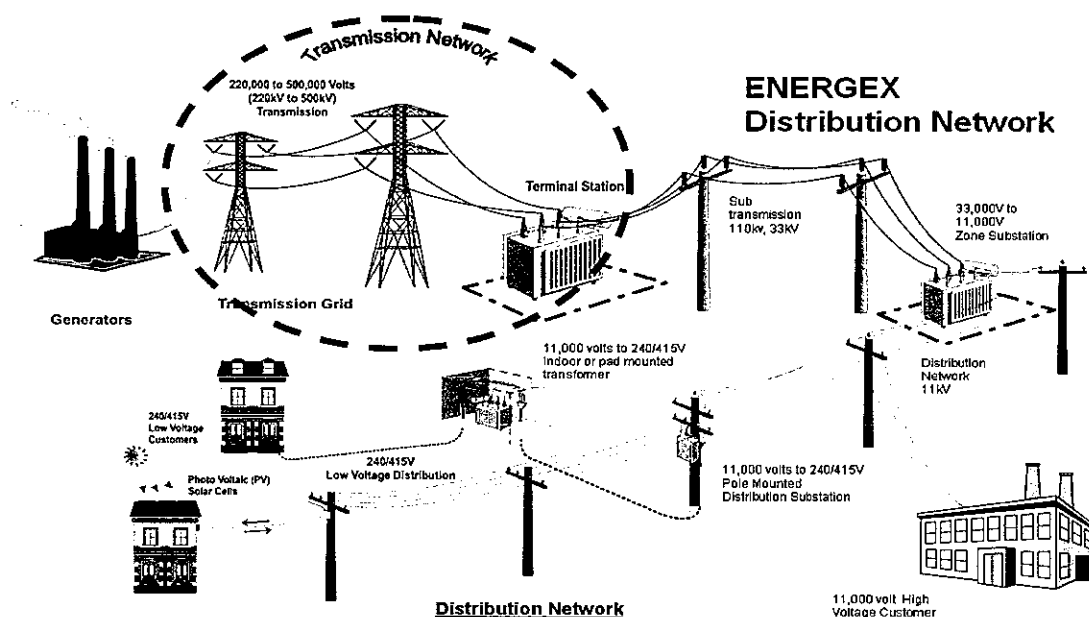 Transmission Network
220,000 to 500,000 Volts
(220kV to 500kV)
Transmission
ENERGEX
Distribution Network
Terminal Station
Sub
transmission
110kv, 33kV
33,000V to
11,000V
Zone Substation
Generators
Transmission Grid
11,000 volts to 240/415V
Indoor or pad mounted
transformer
Distribution
Network
11kV
240/415V
Low Voltage
Customers
240/415V
Low Voltage Distribution
11,000 volts to 240/415V
Pole Mounted
Distribution Substation
Photo Voltaic (PV)
Solar Cells
11,000 volt High
Voltage Customer
Distribution Network